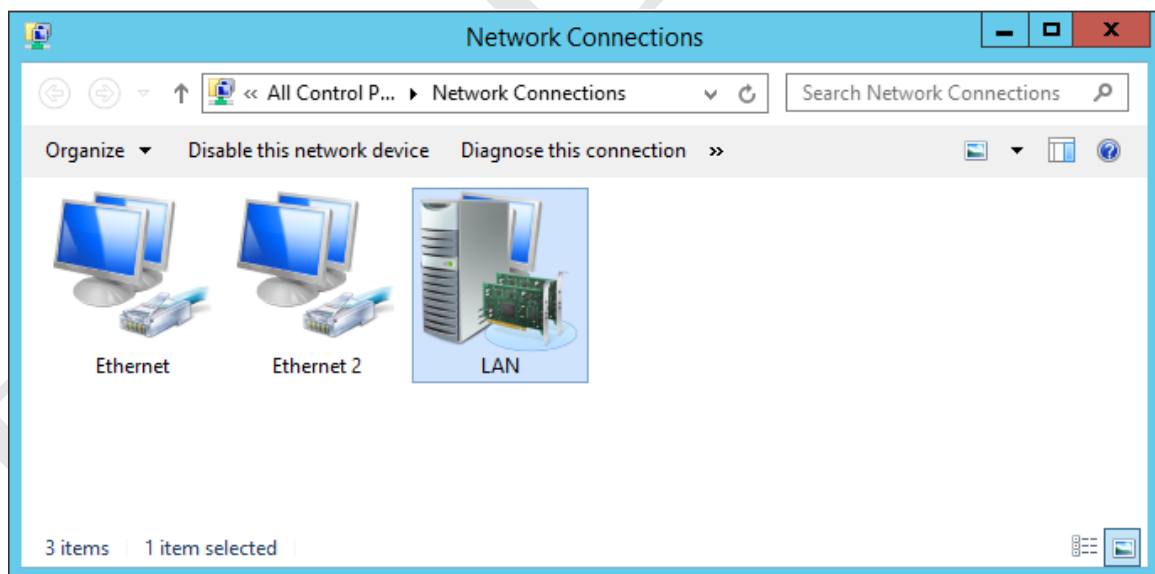 Network Connections
« All Control P... Network Connections
Search Network Connections
Organize Disable this network device Diagnose this connection »
Ethernet Ethernet 2 LAN
3 items 1 item selected